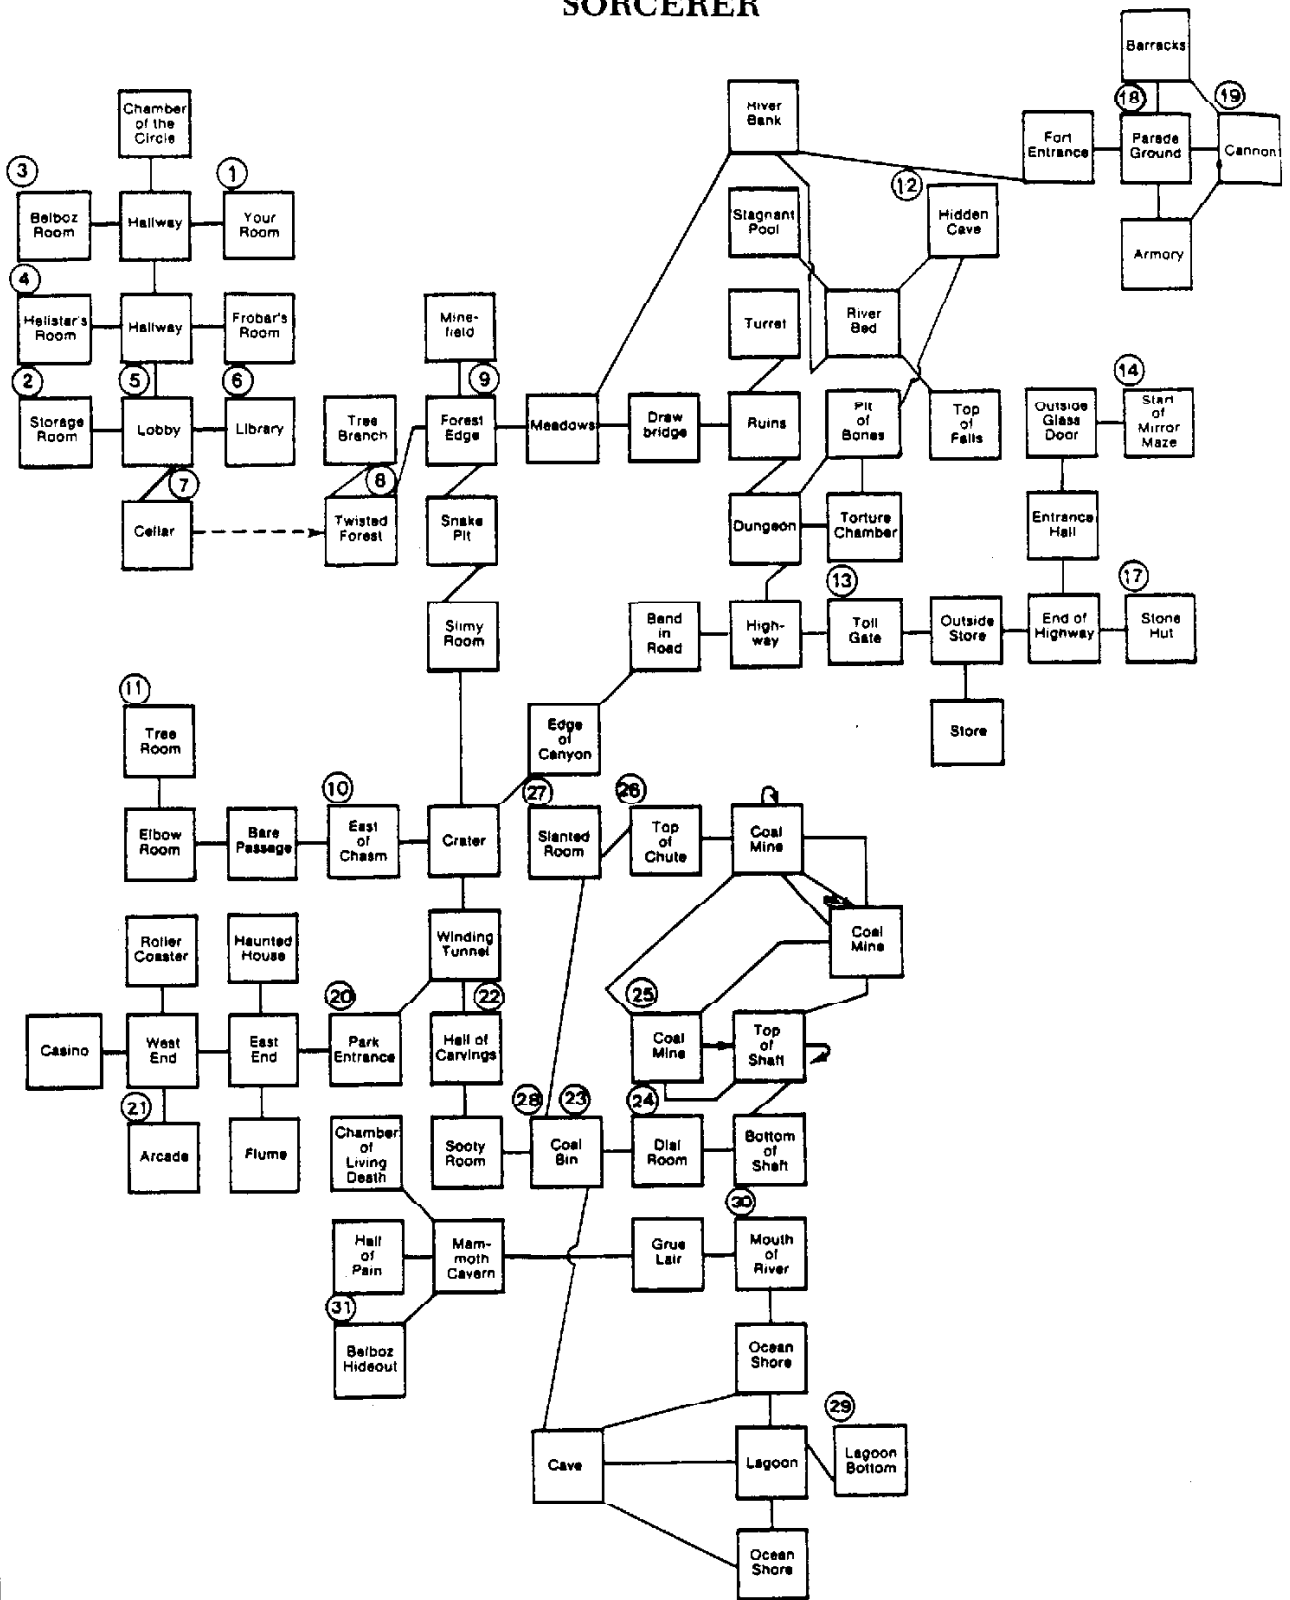 SORCERER
Barracks
18
19
Chamber
of the
Circle
River
Bank
Fort
Entrance
Parade
Ground
Cannon
3
1
12
Belboz
Room
Hallway
Your
Room
Stagnant
Pool
Hidden
Cave
Armory
4
Helistar's
Room
Hallway
Frobar's
Room
Mine-
field
Turret
River
Bed
2
5
6
9
14
Storage
Room
Lobby
Library
Tree
Branch
Forest
Edge
Meadows
Draw
bridge
Ruins
Pit
of
Bones
Top
of
Falls
Outside
Glass
Door
Start
of
Mirror
Maze
7
8
Cellar
Twisted
Forest
Snake
Pit
Dungeon
Torture
Chamber
Entrance
Hall
13
17
Slimy
Room
Bend
in
Road
High-
way
Toll
Gate
Outside
Store
End of
Highway
Stone
Hut
11
Tree
Room
Edge
of
Canyon
Store
10
27
26
Elbow
Room
Bare
Passage
East
of
Chasm
Crater
Slanted
Room
Top
of
Chute
Coal
Mine
Roller
Coaster
Haunted
House
Winding
Tunnel
Coal
Mine
20
22
25
Casino
West
End
East
End
Park
Entrance
Hall of
Carvings
Coal
Mine
Top
of
Shaft
21
28
23
24
Arcade
Flume
Chamber
of
Living
Death
Sooty
Room
Coal
Bin
Dial
Room
Bottom
of
Shaft
30
Hall
of
Pain
Mam-
moth
Cavern
Grue
Lair
Mouth
of
River
31
Belboz
Hideout
Ocean
Shore
29
Cave
Lagoon
Lagoon
Bottom
Ocean
Shore